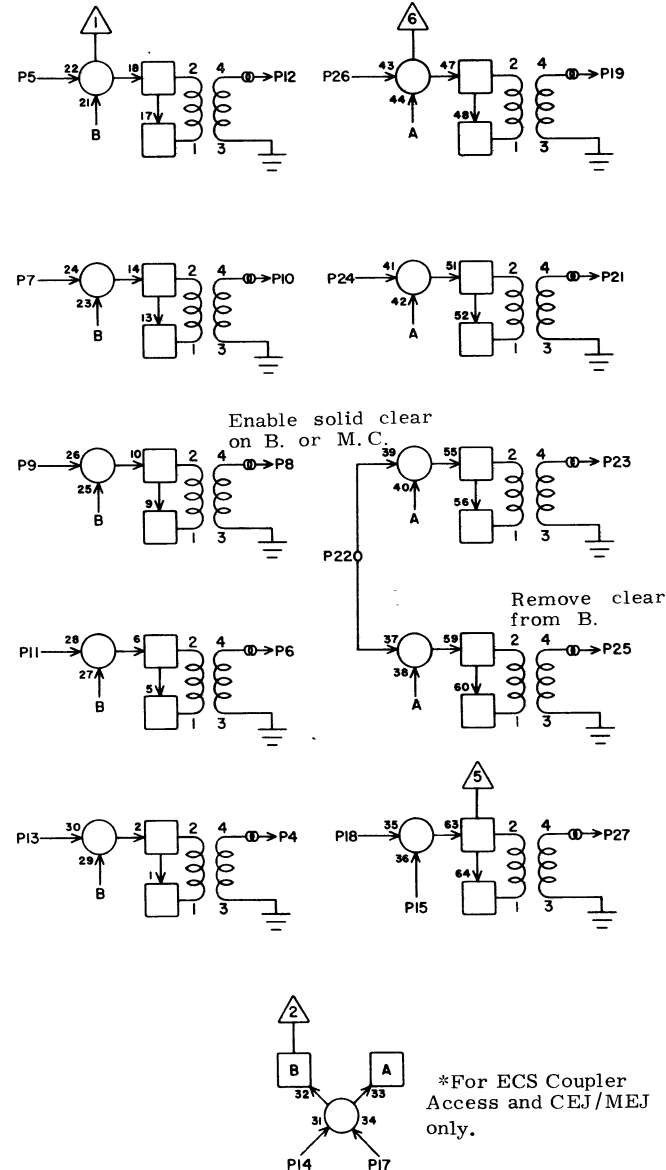 1
P5 22 18 2 4 P12
21 17
B 1 3
6
P26 43 47 2 4 P19
44 48
A 1 3
P7 24 14 2 4 P10
23 13
B 1 3
P24 41 51 2 4 P21
42 52
A 1 3
Enable solid clear
on B. or M.C.
P9 26 10 2 4 P8
25 9
B 1 3
P22
39 55 2 4 P23
40 56
A 1 3
Remove clear
from B.
P11 28 6 2 4 P6
27 5
B 1 3
37 59 2 4 P25
38 60
A 1 3
P13 30 2 2 4 P4
29 1
B 1 3
5
P18 35 63 2 4 P27
36 64
P15 1 3
2
B A
32 33
31 34
P14 P17
*For ECS Coupler
Access and CEJ/MEJ
only.